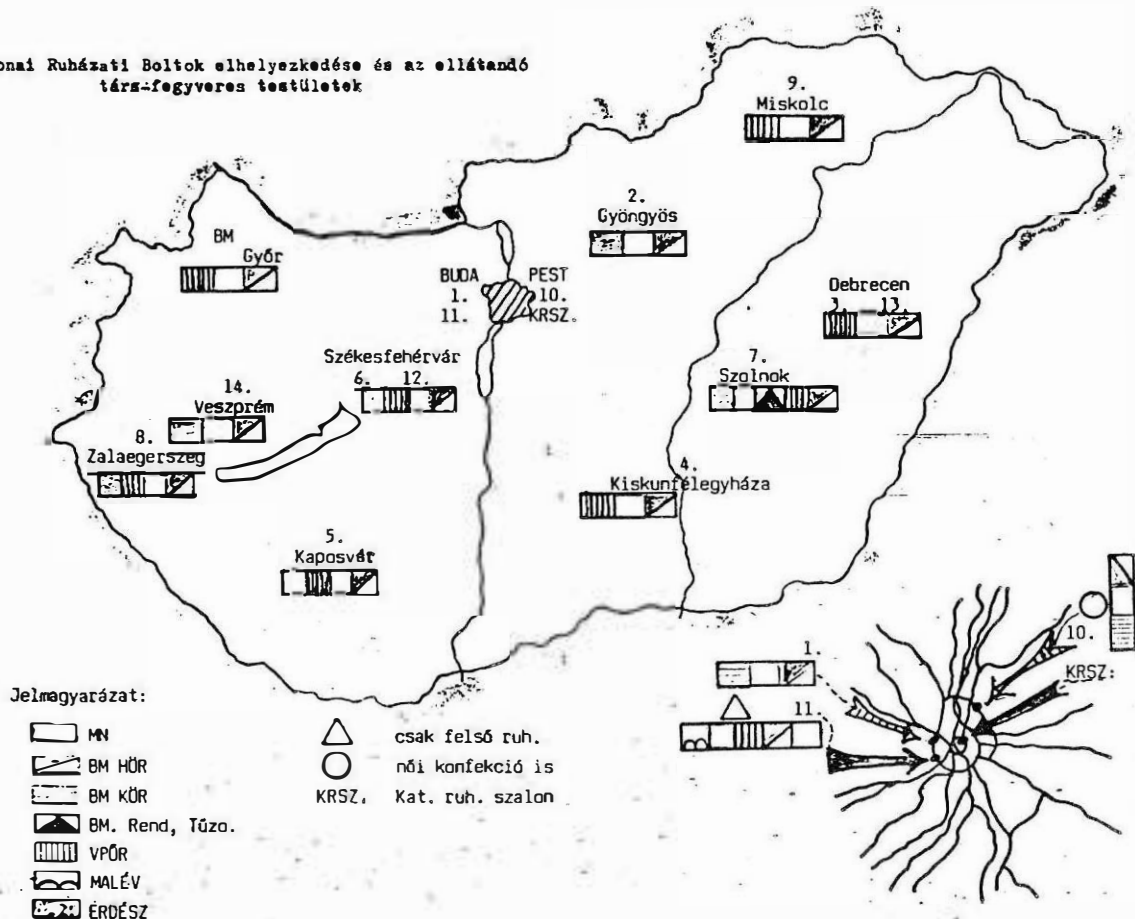 onai Ruházati Boltok elhelyezkedése és az ellátandó
társ-fegyveres testületek
9.
Miskolc
2.
Gyöngyös
BM
Győr
P
BUDA PEST
1. 10.
11. KRSZ.
Debrecen
3. 13.
Székesfehérvár
6. 12.
7.
Szolnok
14.
Veszprém
8.
Zalaegerszeg
4.
Kiskunfélegyháza
5.
Kaposvár
10.
KRSZ.
1.
11.
Jelmagyarázat:
MN
BM HŐR
BM KÖR
BM. Rend, Tűzo.
VPŐR
MALÉV
ERDÉSZ
csak felső ruh.
női konfekció is
KRSZ. Kat. ruh. szalon